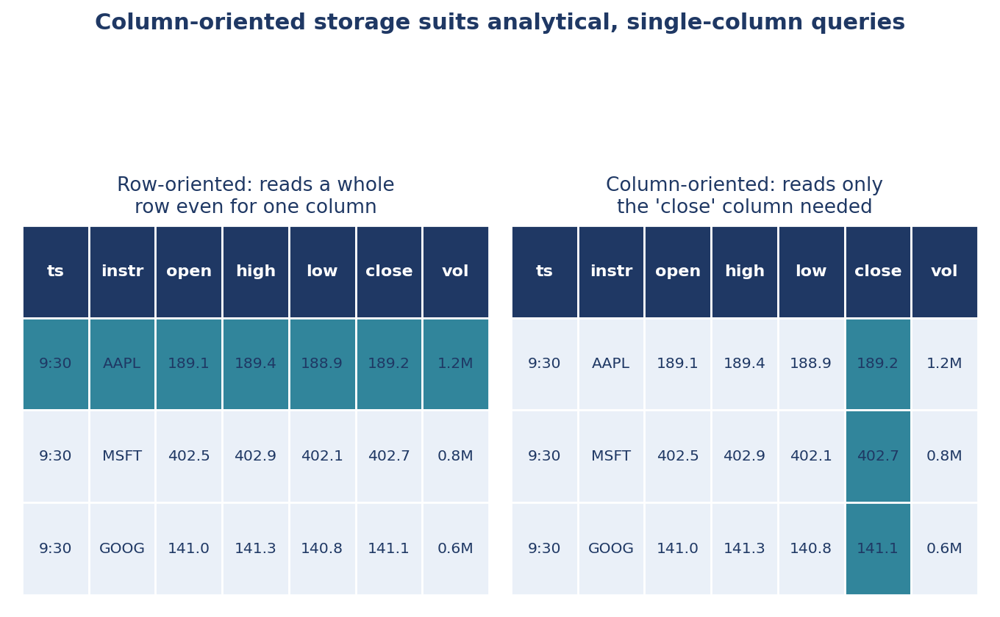 Column-oriented storage suits analytical, single-column queries
Row-oriented: reads a whole
row even for one column
ts instr open high low close vol
9:30 AAPL 189.1 189.4 188.9 189.2 1.2M
9:30 MSFT 402.5 402.9 402.1 402.7 0.8M
9:30 GOOG 141.0 141.3 140.8 141.1 0.6M
Column-oriented: reads only
the 'close' column needed
ts instr open high low close vol
9:30 AAPL 189.1 189.4 188.9 189.2 1.2M
9:30 MSFT 402.5 402.9 402.1 402.7 0.8M
9:30 GOOG 141.0 141.3 140.8 141.1 0.6M